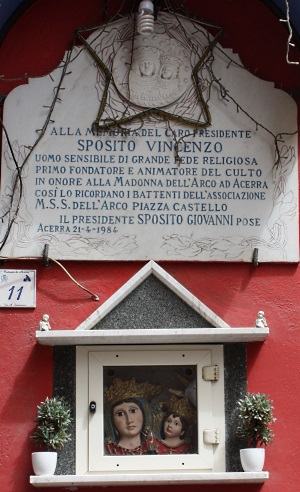 ALLA MEMORIA DEL CARO PRESIDENTE
SPOSITO VINCENZO
UOMO SENSIBILE DI GRANDE FEDE RELIGIOSA
PRIMO FONDATORE E ANIMATORE DEL CULTO
IN ONORE ALLA MADONNA DELL'ARCO AD ACERRA
COSÌ LO RICORDANO I BATTENTI DELL'ASSOCIAZIONE
M.S.S. DELL'ARCO PIAZZA CASTELLO
IL PRESIDENTE SPOSITO GIOVANNI POSE
ACERRA 21-4-1984
11